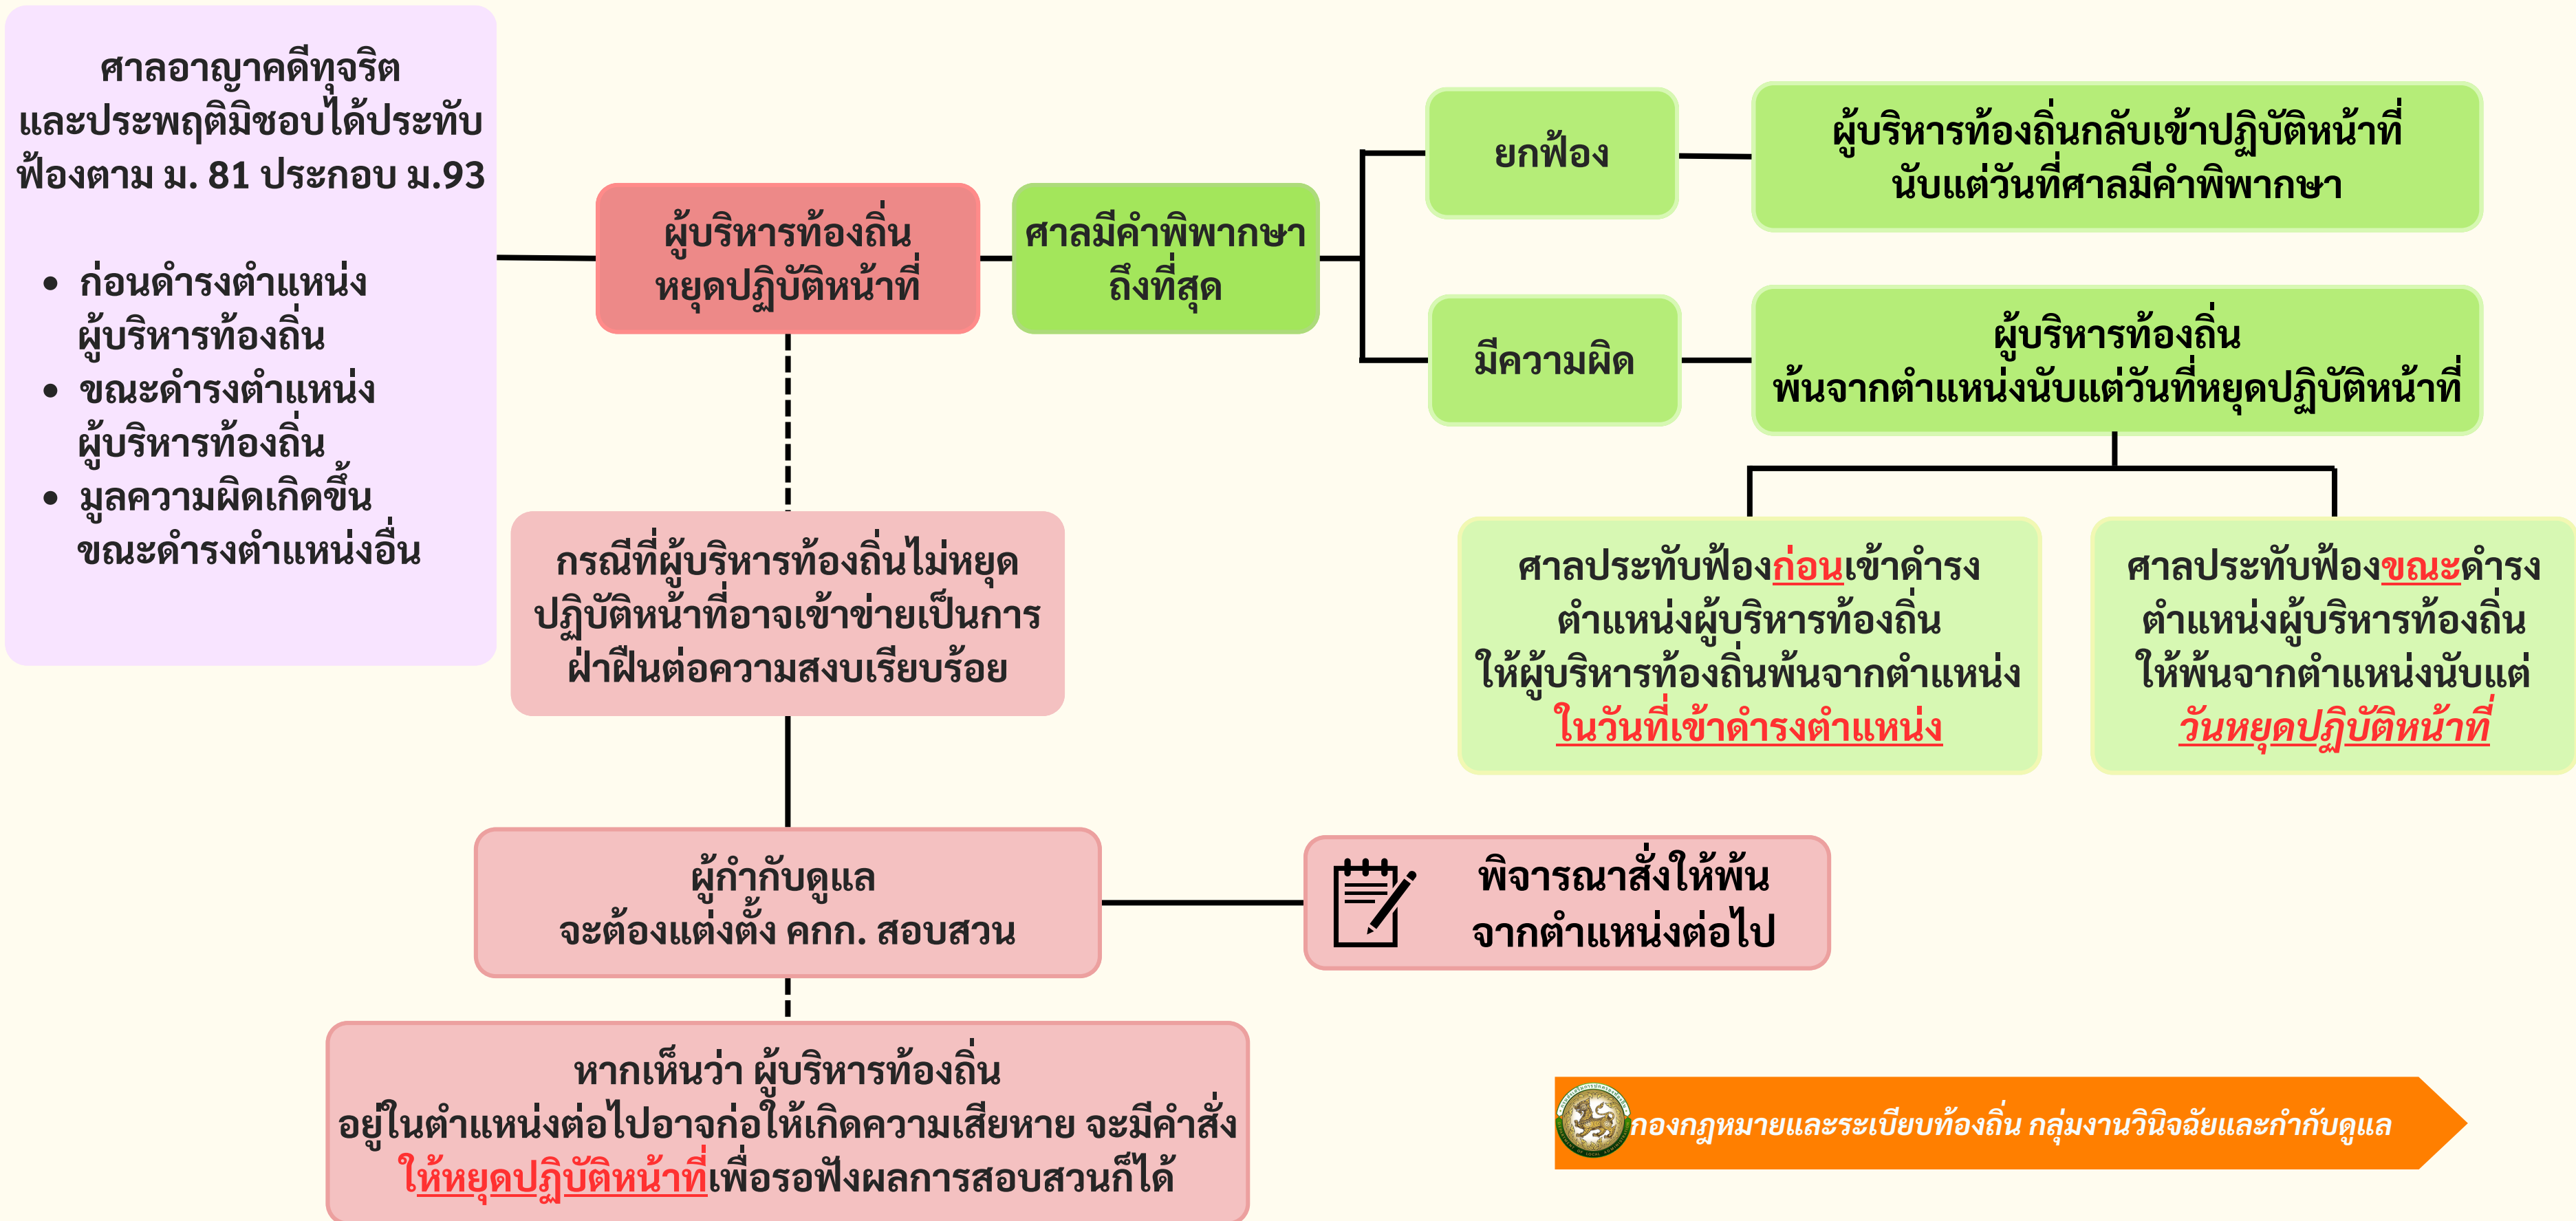 ศาลอาญาคดีทุจริต
และประพฤติมิชอบได้ประทับ
ฟ้องตาม ม. 81 ประกอบ ม.93
• ก่อนดำรงตำแหน่ง
ผู้บริหารท้องถิ่น
• ขณะดำรงตำแหน่ง
ผู้บริหารท้องถิ่น
• มูลความผิดเกิดขึ้น
ขณะดำรงตำแหน่งอื่น
ผู้บริหารท้องถิ่น
หยุดปฏิบัติหน้าที่
ศาลมีคำพิพากษา
ถึงที่สุด
ยกฟ้อง
ผู้บริหารท้องถิ่นกลับเข้าปฏิบัติหน้าที่
นับแต่วันที่ศาลมีคำพิพากษา
มีความผิด
ผู้บริหารท้องถิ่น
พ้นจากตำแหน่งนับแต่วันที่หยุดปฏิบัติหน้าที่
ศาลประทับฟ้องก่อนเข้าดำรง
ตำแหน่งผู้บริหารท้องถิ่น
ให้ผู้บริหารท้องถิ่นพ้นจากตำแหน่ง
ในวันที่เข้าดำรงตำแหน่ง
ศาลประทับฟ้องขณะดำรง
ตำแหน่งผู้บริหารท้องถิ่น
ให้พ้นจากตำแหน่งนับแต่
วันหยุดปฏิบัติหน้าที่
กรณีที่ผู้บริหารท้องถิ่นไม่หยุด
ปฏิบัติหน้าที่อาจเข้าข่ายเป็นการ
ฝ่าฝืนต่อความสงบเรียบร้อย
ผู้กำกับดูแล
จะต้องแต่งตั้ง คกก. สอบสวน
พิจารณาสั่งให้พ้น
จากตำแหน่งต่อไป
หากเห็นว่า ผู้บริหารท้องถิ่น
อยู่ในตำแหน่งต่อไปอาจก่อให้เกิดความเสียหาย จะมีคำสั่ง
ให้หยุดปฏิบัติหน้าที่เพื่อรอฟังผลการสอบสวนก็ได้
กองกฎหมายและระเบียบท้องถิ่น กลุ่มงานวินิจฉัยและกำกับดูแล